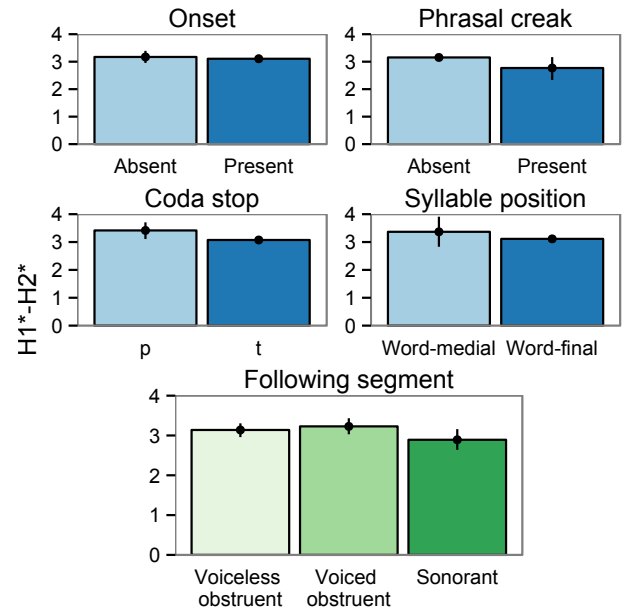 Onset
4
3
2
1
0
Absent Present
Phrasal creak
4
3
2
1
0
Absent Present
H1*-H2*
Coda stop
4
3
2
1
0
p t
Syllable position
4
3
2
1
0
Word-medial Word-final
Following segment
4
3
2
1
0
Voiceless Voiced Sonorant
obstruent obstruent